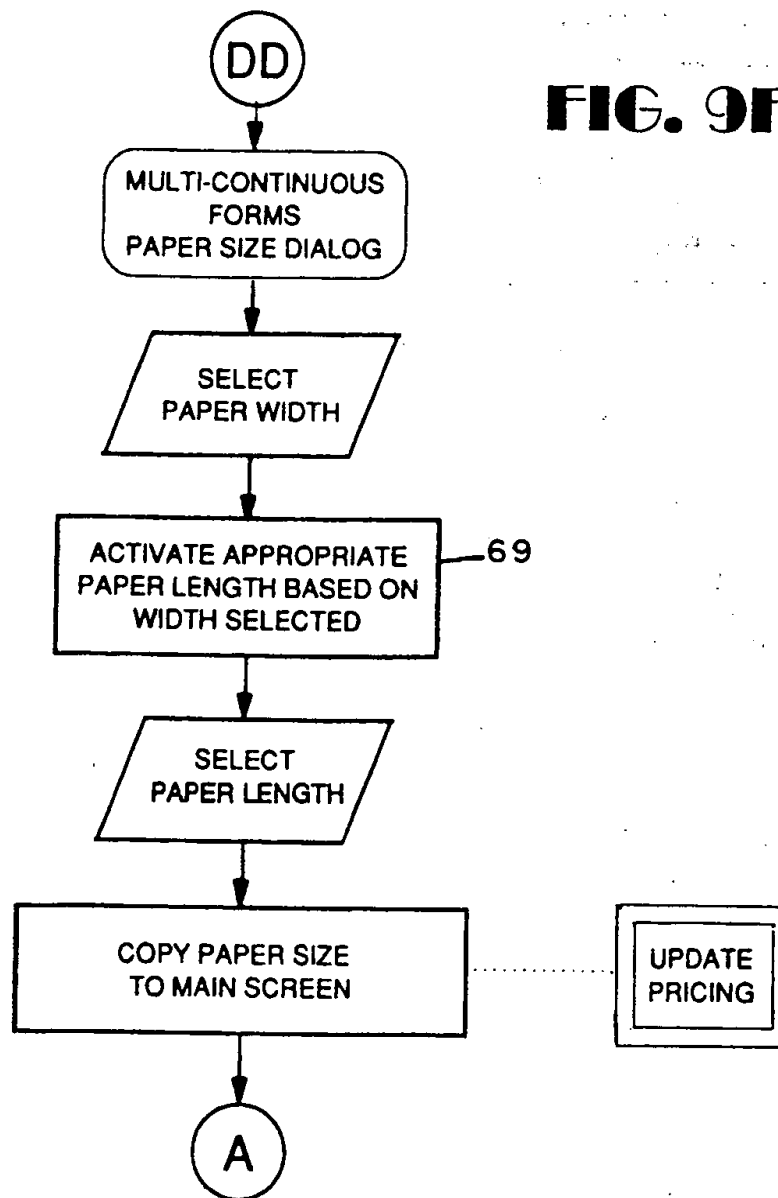 DD
FIG. 9F
MULTI-CONTINUOUS
FORMS
PAPER SIZE DIALOG
SELECT
PAPER WIDTH
ACTIVATE APPROPRIATE
PAPER LENGTH BASED ON
WIDTH SELECTED
69
SELECT
PAPER LENGTH
COPY PAPER SIZE
TO MAIN SCREEN
UPDATE
PRICING
A